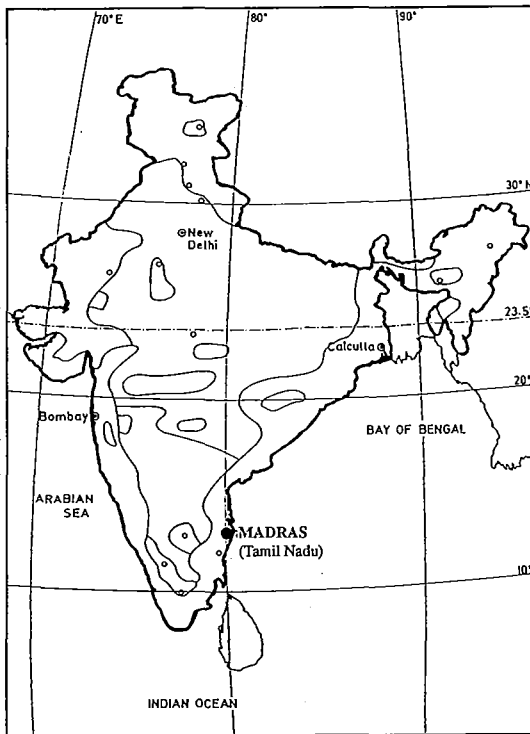 70° E
80°
90°
30° N
New
Delhi
23.5°
Calcutta
20°
Bombay
BAY OF BENGAL
ARABIAN
SEA
MADRAS
(Tamil Nadu)
10°
INDIAN OCEAN